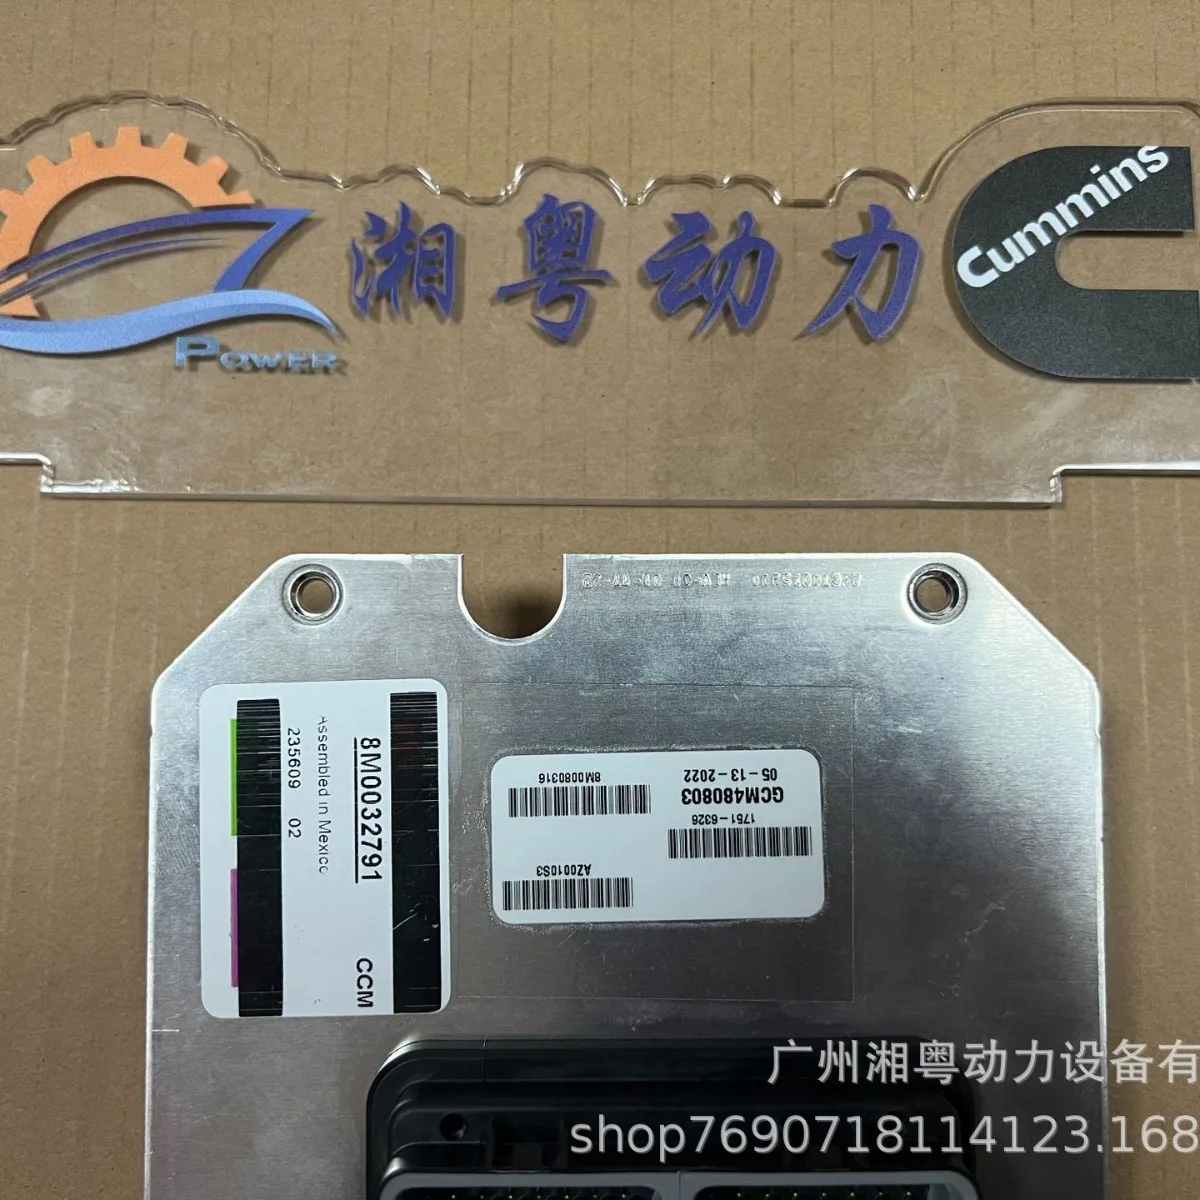 湘粤动力
POWER
Cummins
8M0032791 CCM
Assembled in Mexico
235609 02
GCM480803
05-13-2022
8M0080316
1751-6326
AZ0010S3
广州湘粤动力设备有
shop7690718114123.168